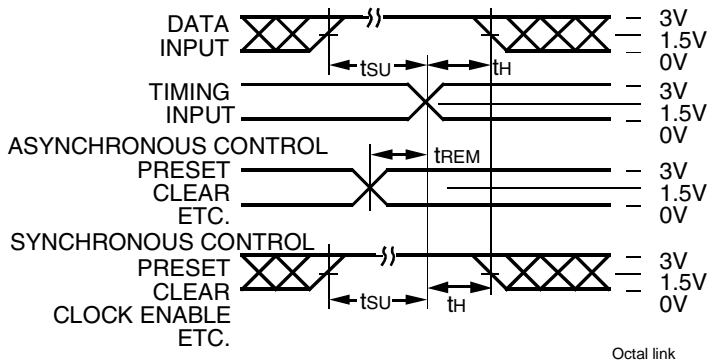 DATA
INPUT
3V
1.5V
0V
tSU
tH
TIMING
INPUT
3V
1.5V
0V
ASYNCHRONOUS CONTROL
PRESET
CLEAR
ETC.
tREM
3V
1.5V
0V
SYNCHRONOUS CONTROL
PRESET
CLEAR
CLOCK ENABLE
ETC.
tSU
tH
3V
1.5V
0V
Octal link